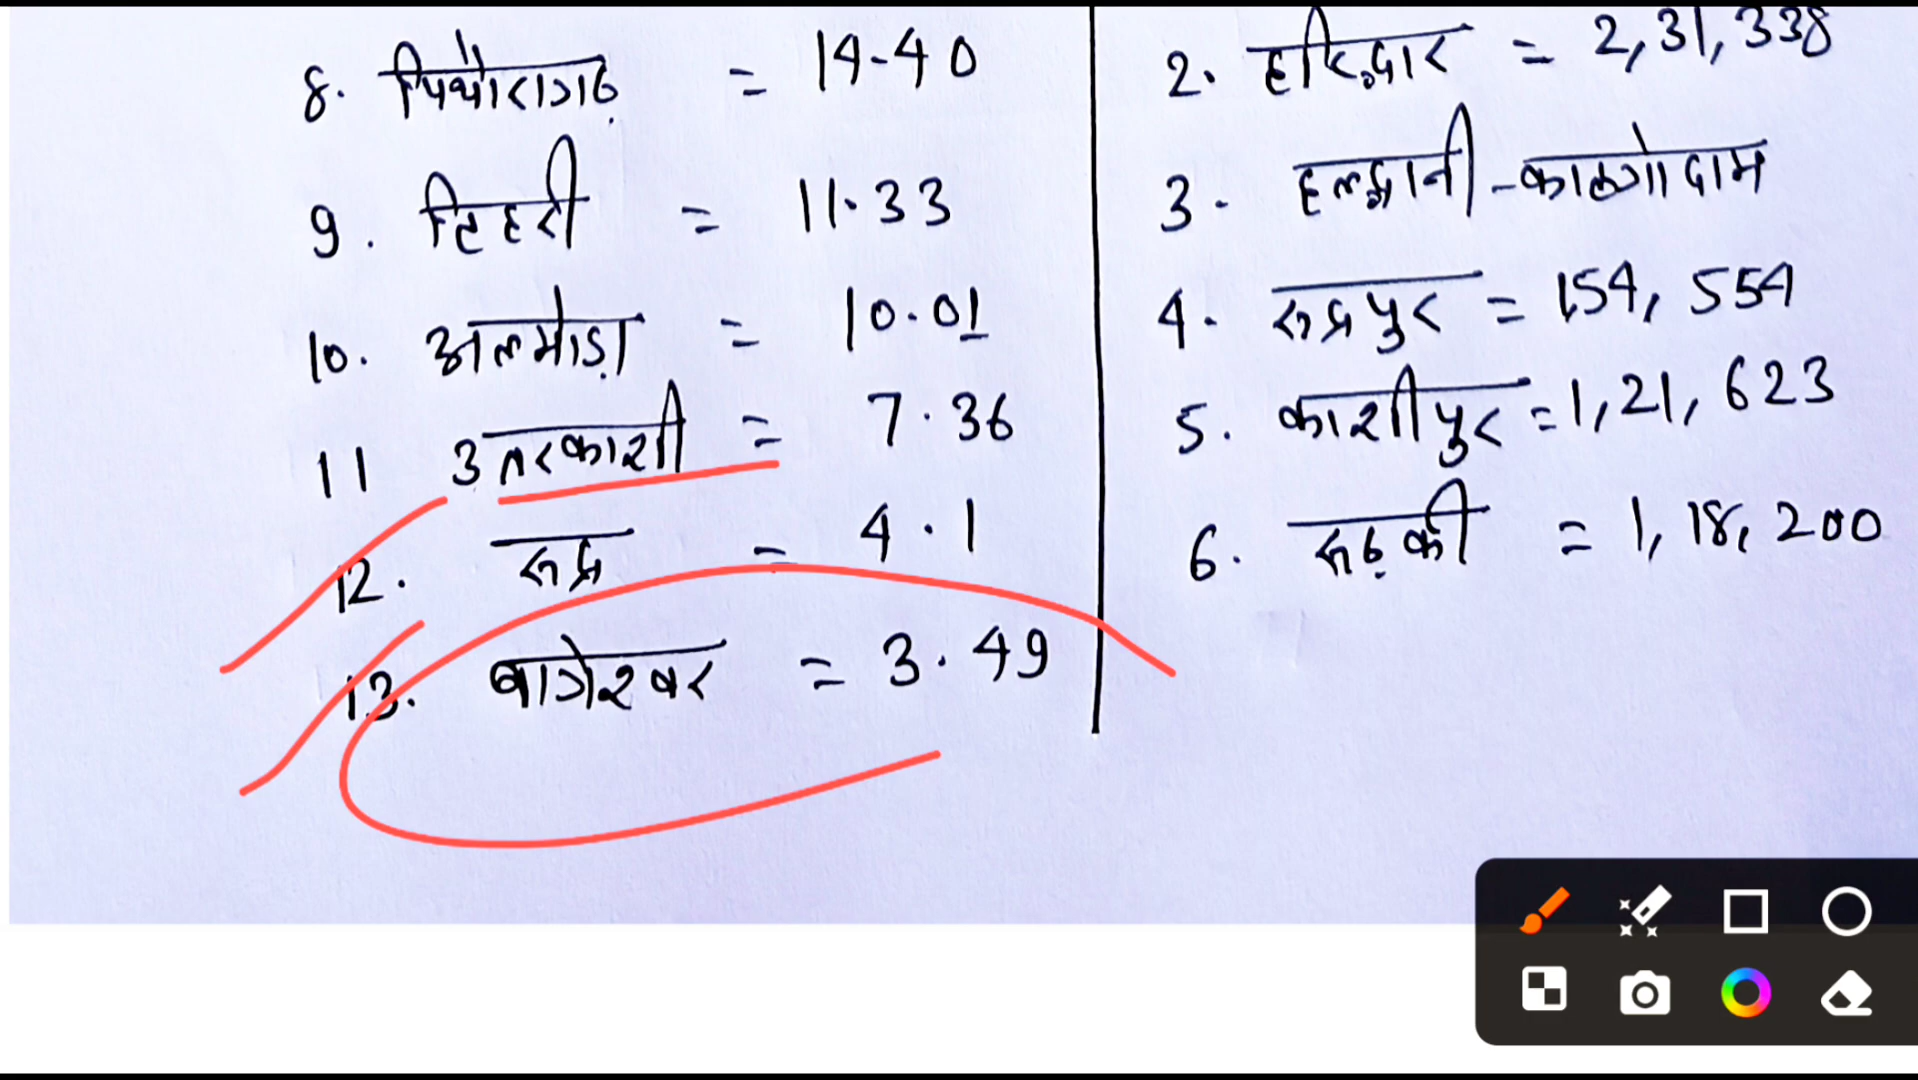 8. पिथौरागढ़ = 14.40
9. टिहरी = 11.33
10. अल्मोड़ा = 10.01
11 उतरकाशी = 7.36
12. रुद्र = 4.1
13. बागेश्वर = 3.49
2. हरिद्वार = 2,31,338
3. हल्द्वानी - काठगोदाम
4. रुद्रपुर = 154,554
5. काशीपुर = 1,21,623
6. रुड़की = 1,18,200